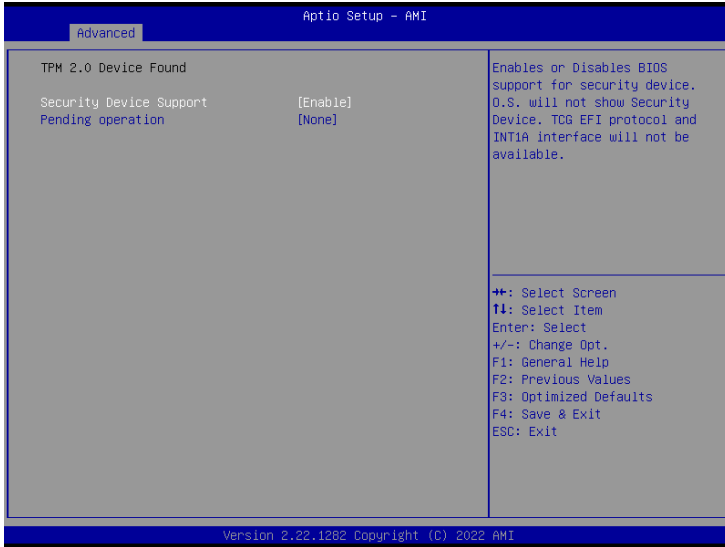 Aptio Setup – AMI
Advanced
TPM 2.0 Device Found
Security Device Support [Enable]
Pending operation [None]
Enables or Disables BIOS
support for security device.
O.S. will not show Security
Device. TCG EFI protocol and
INT1A interface will not be
available.
→←: Select Screen
↑↓: Select Item
Enter: Select
+/-: Change Opt.
F1: General Help
F2: Previous Values
F3: Optimized Defaults
F4: Save & Exit
ESC: Exit
Version 2.22.1282 Copyright (C) 2022 AMI